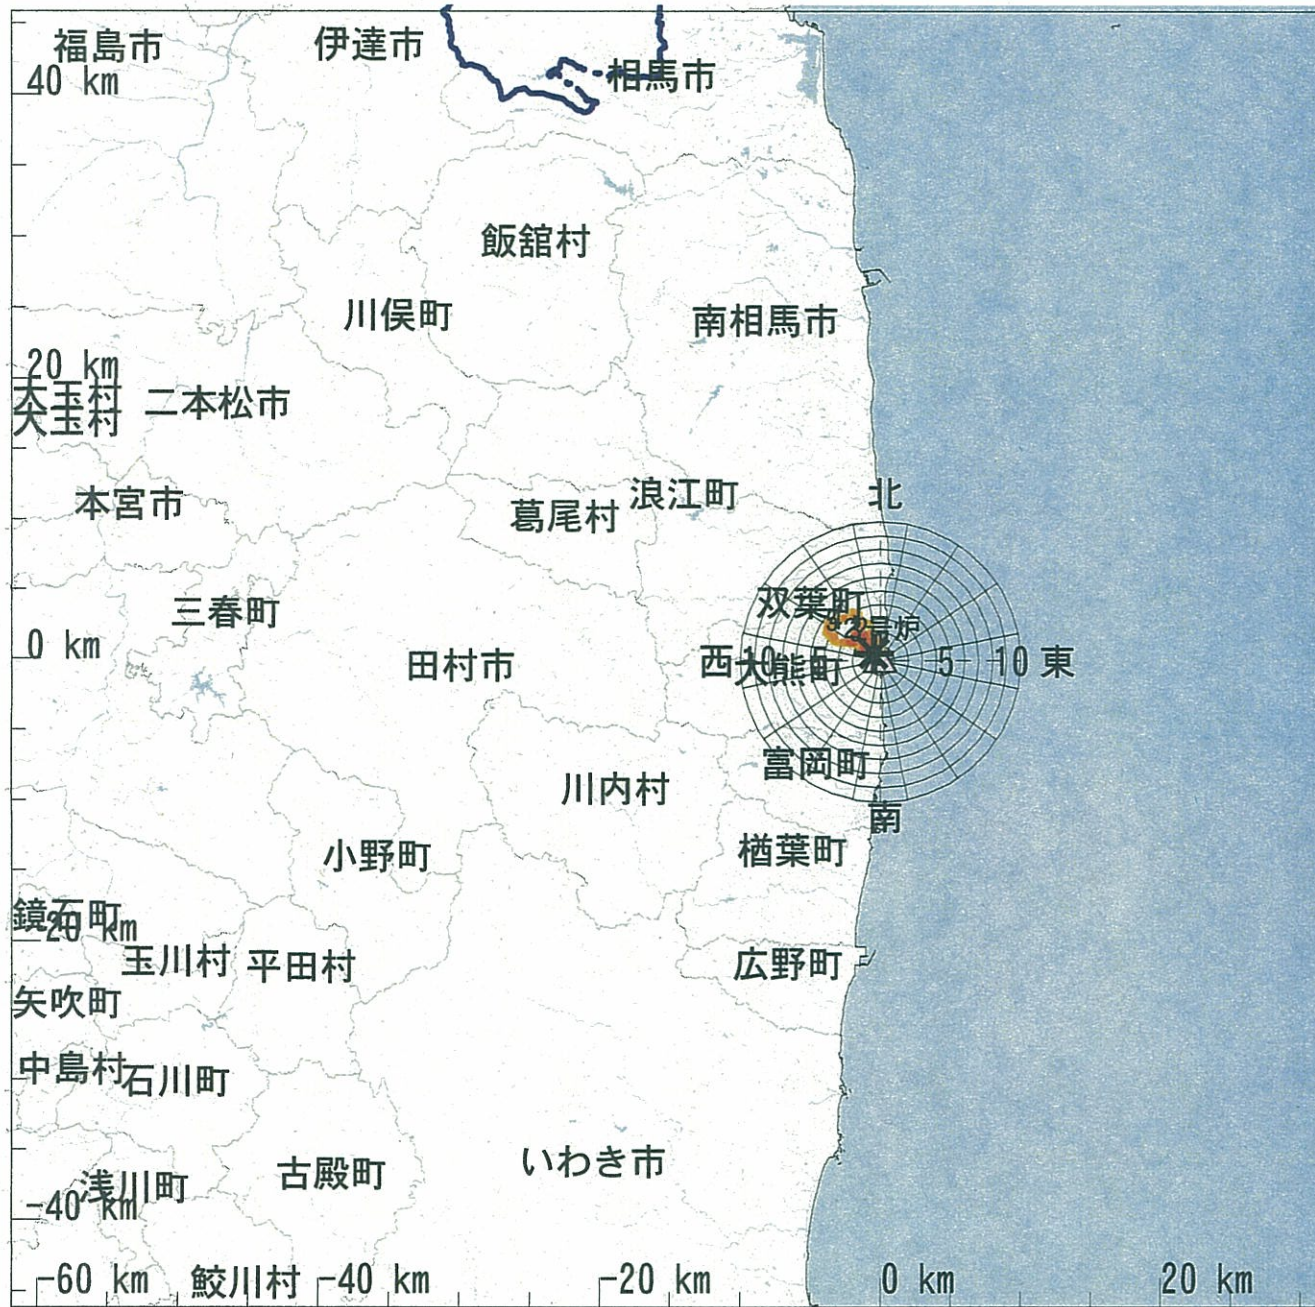 福島市
伊達市
相馬市
40 km
飯舘村
川俣町
南相馬市
20 km
大玉村
二本松市
大玉村
本宮市
葛尾村
浪江町
北
双葉町
三春町
号炉
0 km
田村市
西
10
大熊町
5
10
東
富岡町
川内村
南
小野町
楢葉町
鏡石町
-20 km
玉川村
平田村
広野町
矢吹町
中島村
石川町
いわき市
古殿町
浅川町
-40 km
-60 km
鮫川村
-40 km
-20 km
0 km
20 km